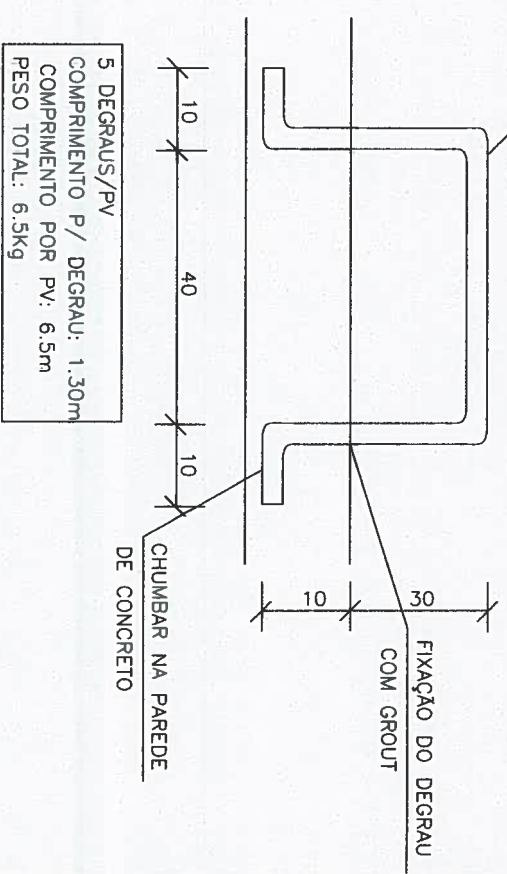 30
10
FIXAÇÃO DO DEGRAU
COM GROUT
10
40
10
CHUMBAR NA PAREDE
DE CONCRETO
5 DEGRAUS/PV
COMPRIMENTO P/ DEGRAU: 1.30m
COMPRIMENTO POR PV: 6.5m
PESO TOTAL: 6.5Kg